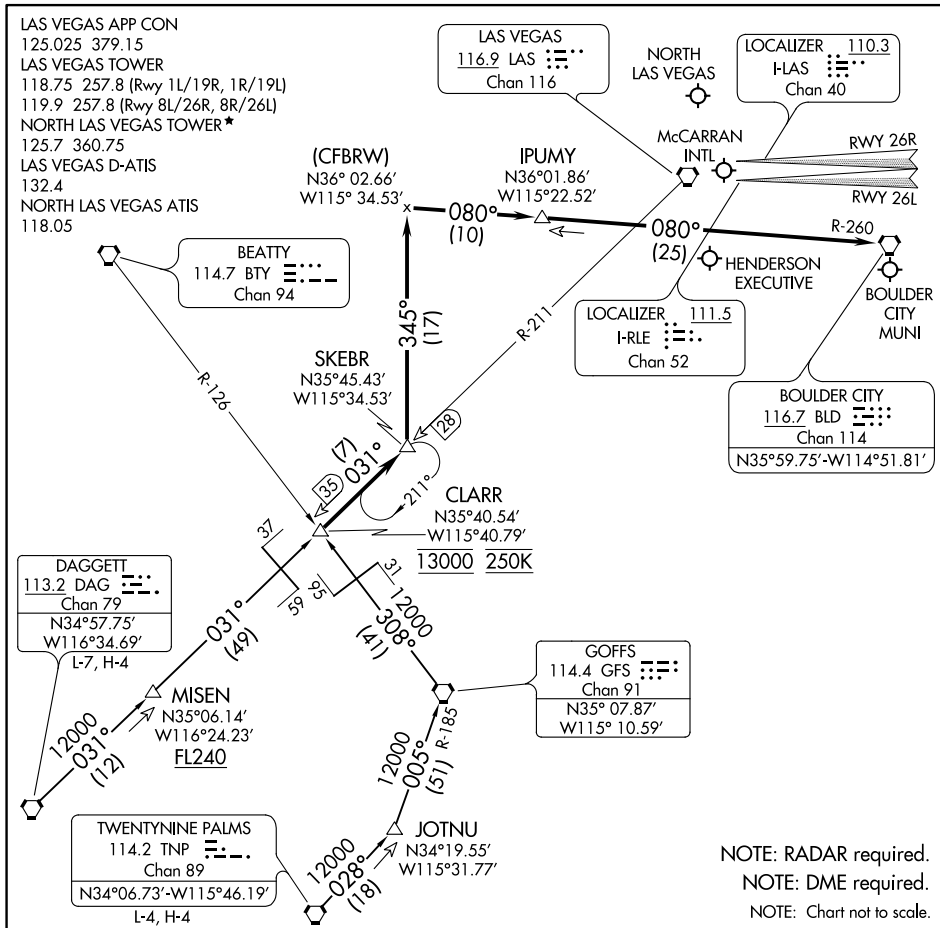 LAS VEGAS APP CON
125.025 379.15
LAS VEGAS TOWER
118.75 257.8 (Rwy 1L/19R, 1R/19L)
119.9 257.8 (Rwy 8L/26R, 8R/26L)
NORTH LAS VEGAS TOWER★
125.7 360.75
LAS VEGAS D-ATIS
132.4
NORTH LAS VEGAS ATIS
118.05
LAS VEGAS
116.9 LAS
Chan 116
NORTH
LAS VEGAS
LOCALIZER 110.3
I-LAS
Chan 40
McCARRAN
INTL
RWY 26R
RWY 26L
(CFBRW)
N36° 02.66'
W115° 34.53'
x
IPUMY
N36°01.86'
W115°22.52'
080°
(10)
080°
(25)
R-260
HENDERSON
EXECUTIVE
BOULDER
CITY
MUNI
BEATTY
114.7 BTY
Chan 94
R-126
345°
(17)
R-211
LOCALIZER 111.5
I-RLE
Chan 52
BOULDER CITY
116.7 BLD
Chan 114
N35°59.75'-W114°51.81'
SKEBR
N35°45.43'
W115°34.53'
28
(7)
031°
35
211°
CLARR
N35°40.54'
W115°40.79'
13000 250K
37
59
31
95
DAGGETT
113.2 DAG
Chan 79
N34°57.75'
W116°34.69'
L-7, H-4
031°
(49)
12000
308°
(41)
GOFFS
114.4 GFS
Chan 91
N35° 07.87'
W115° 10.59'
MISEN
N35°06.14'
W116°24.23'
FL240
12000
031°
(12)
12000
005°
(51)
R-185
JOTNU
N34°19.55'
W115°31.77'
TWENTYNINE PALMS
114.2 TNP
Chan 89
N34°06.73'-W115°46.19'
L-4, H-4
12000
028°
(18)
NOTE: RADAR required.
NOTE: DME required.
NOTE: Chart not to scale.